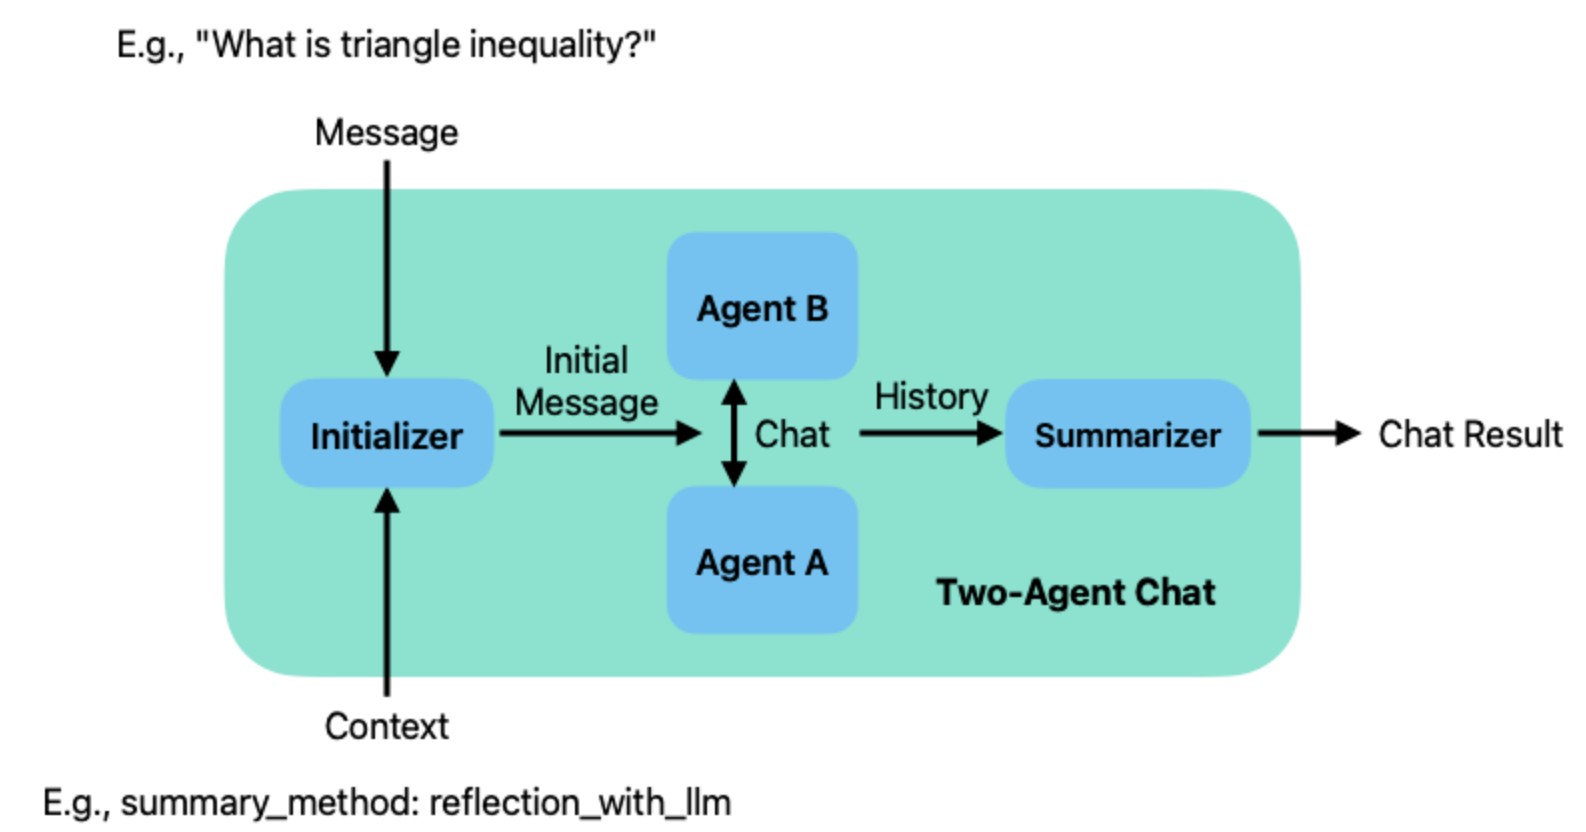 E.g., "What is triangle inequality?"
Message
Agent B
Initial
Message
History
Initializer
Chat
Summarizer
Chat Result
Agent A
Two-Agent Chat
Context
E.g., summary_method: reflection_with_llm